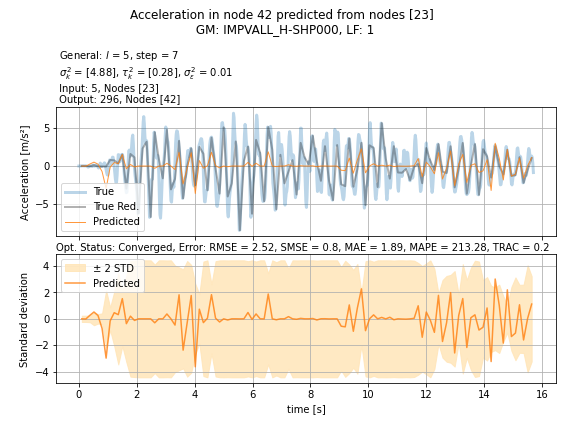 Acceleration in node 42 predicted from nodes [23]
GM: IMPVALL_H-SHP000, LF: 1
General: l = 5, step = 7
σ²ₖ = [4.88], τ²ₖ = [0.28], σ²ε = 0.01
Input: 5, Nodes [23]
Output: 296, Nodes [42]
Acceleration [m/s²]
5
0
−5
True
True Red.
Predicted
Opt. Status: Converged, Error: RMSE = 2.52, SMSE = 0.8, MAE = 1.89, MAPE = 213.28, TRAC = 0.2
Standard deviation
4
2
0
−2
−4
± 2 STD
Predicted
0 2 4 6 8 10 12 14 16
time [s]